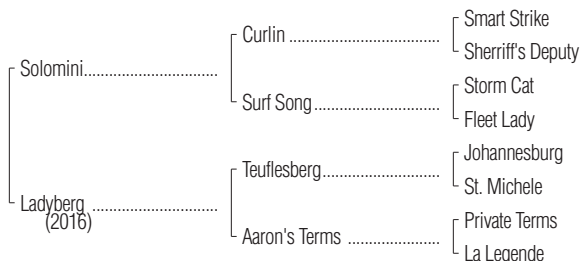 Solomini
Curlin
Smart Strike
Sherriff's Deputy
Surf Song
Storm Cat
Fleet Lady
Ladyberg
(2016)
Teuflesberg
Johannesburg
St. Michele
Aaron's Terms
Private Terms
La Legende